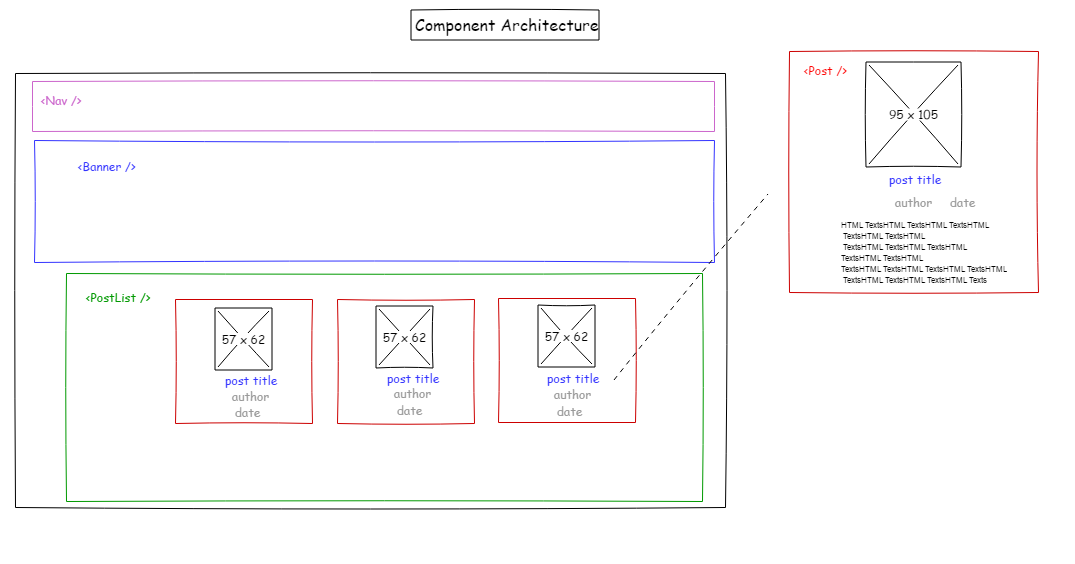 Component Architecture
<Nav />
<Banner />
<PostList />
57 x 62
post title
author
date
57 x 62
post title
author
date
57 x 62
post title
author
date
<Post />
95 x 105
post title
author date
HTML TextsHTML TextsHTML TextsHTML
TextsHTML TextsHTML
TextsHTML TextsHTML TextsHTML
TextsHTML TextsHTML
TextsHTML TextsHTML TextsHTML TextsHTML
TextsHTML TextsHTML TextsHTML Texts